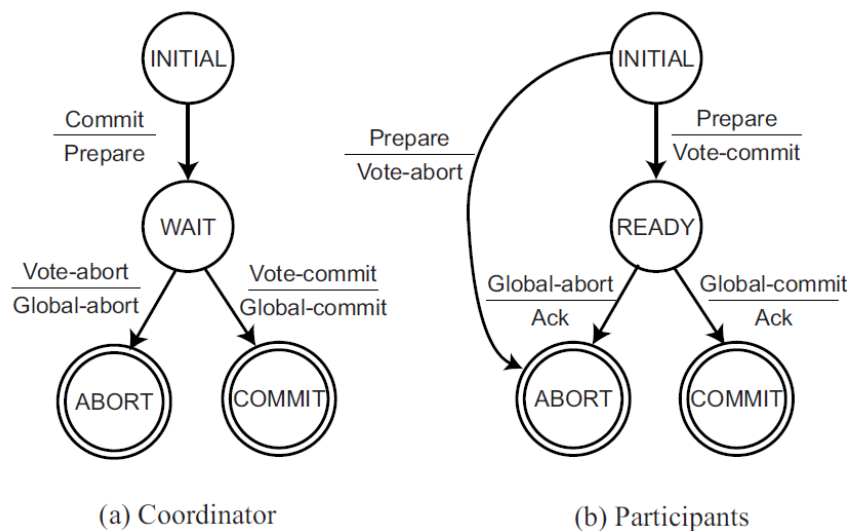 INITIAL
Commit
Prepare
WAIT
Vote-abort
Global-abort
Vote-commit
Global-commit
ABORT
COMMIT
(a) Coordinator
INITIAL
Prepare
Vote-abort
Prepare
Vote-commit
READY
Global-abort
Ack
Global-commit
Ack
ABORT
COMMIT
(b) Participants